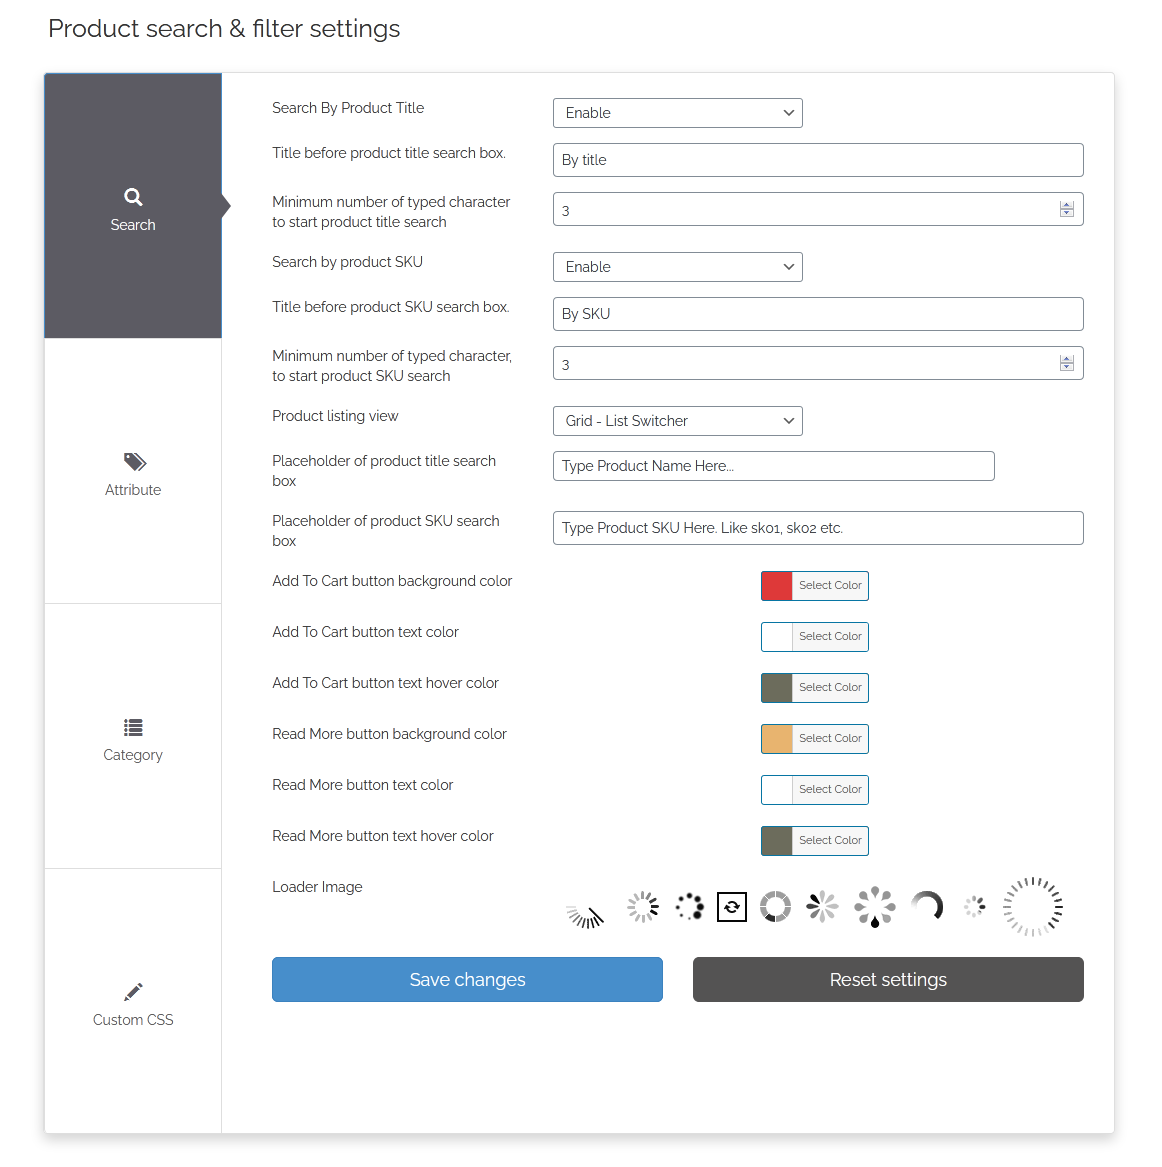 Product search & filter settings
Search
Attribute
Category
Custom CSS
Search By Product Title
Enable
Title before product title search box.
By title
Minimum number of typed character
to start product title search
3
Search by product SKU
Enable
Title before product SKU search box.
By SKU
Minimum number of typed character,
to start product SKU search
3
Product listing view
Grid - List Switcher
Placeholder of product title search
box
Type Product Name Here...
Placeholder of product SKU search
box
Type Product SKU Here. Like sk01, sk02 etc.
Add To Cart button background color
Select Color
Add To Cart button text color
Select Color
Add To Cart button text hover color
Select Color
Read More button background color
Select Color
Read More button text color
Select Color
Read More button text hover color
Select Color
Loader Image
Save changes
Reset settings